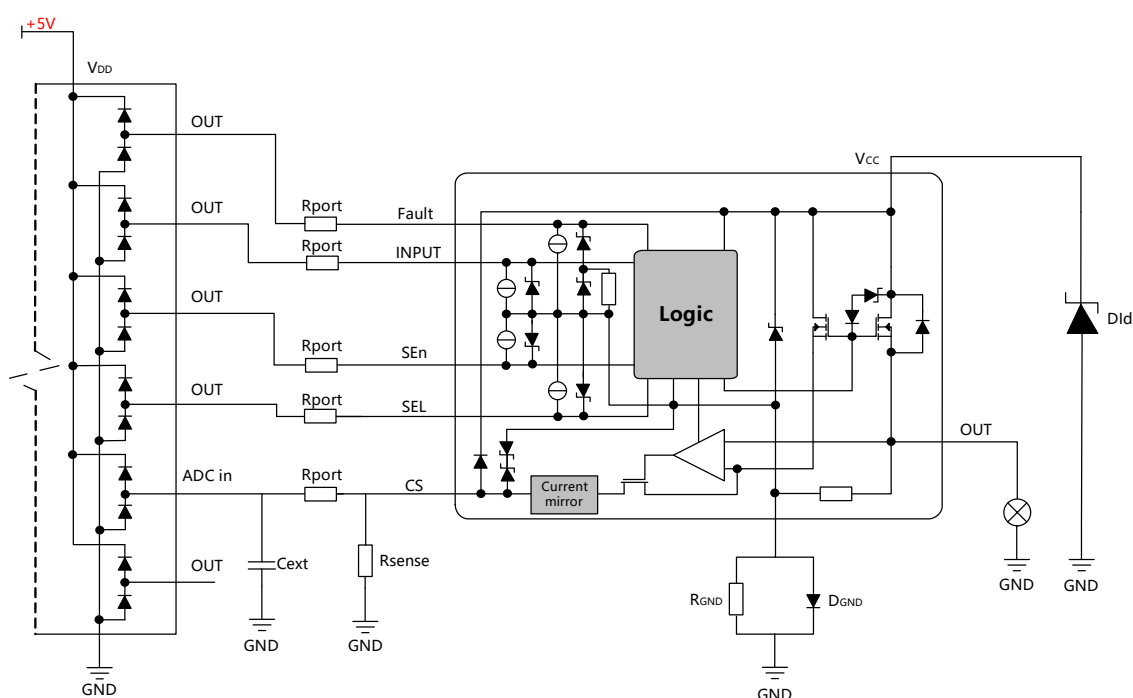 +5V
VDD
OUT
VCC
Rport
Fault
OUT
Rport
INPUT
OUT
Logic
DId
Rport
SEn
OUT
Rport
SEL
OUT
ADC in
Rport
CS
Current
mirror
OUT
Cext
Rsense
GND
RGND
DGND
GND
GND
GND
GND
GND